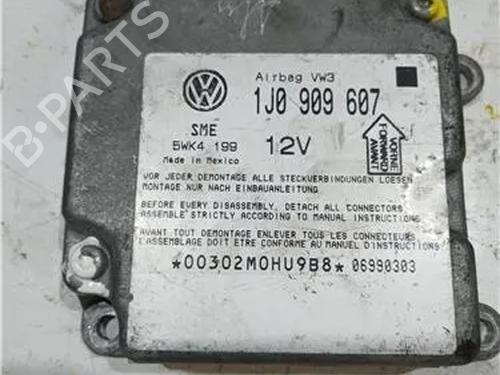 B-PARTS
Airbag VW3
1J0 909 607
SME
5WK4 199
12V
Made in Mexico
VORNE
FORWARD
AVANT
VOR JEDER DEMONTAGE ALLE STECKVERBINDUNGEN LOESEN
MONTAGE NUR NACH EINBAUANLEITUNG
BEFORE EVERY DISASSEMBLY, DETACH ALL CONNECTORS
ASSEMBLE STRICTLY ACCORDING TO MANUAL INSTRUCTIONS
AVANT TOUT DEMONTAGE ENLEVER TOUS LES CONNECTEURS
L'ASSEMBLAGE DOIT ETRE CONFORME AU MANUEL D'INSTRUCTIONS
*00302M0HU9B8* 06990303
B-PARTS